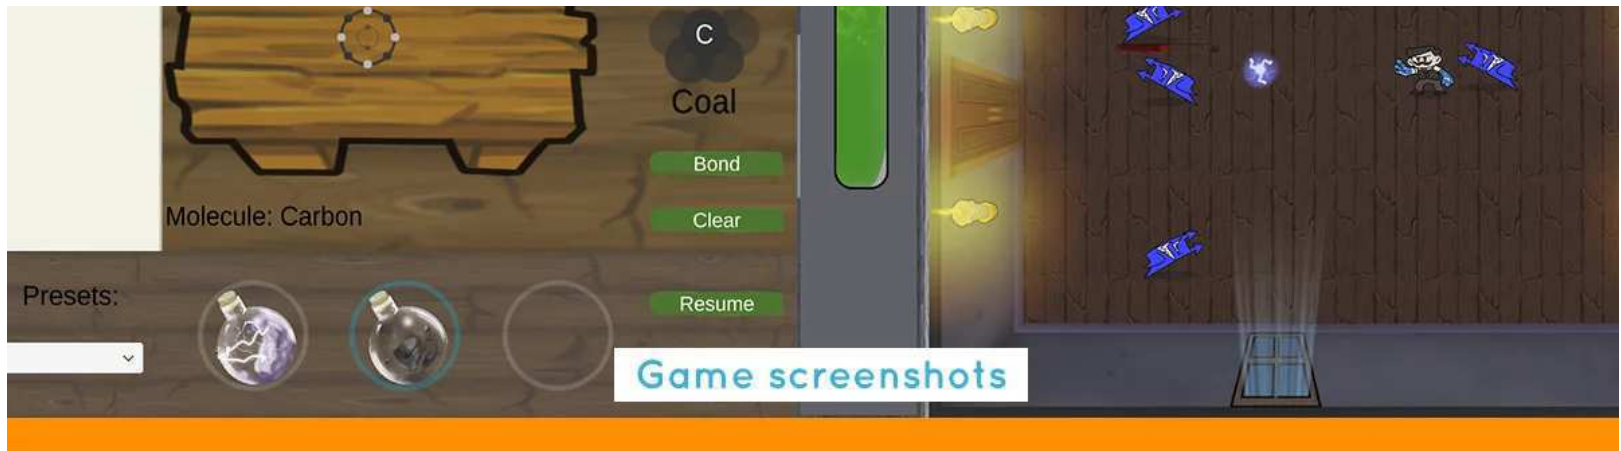 C
Coal
Bond
Molecule: Carbon
Clear
Presets:
Resume
Game screenshots